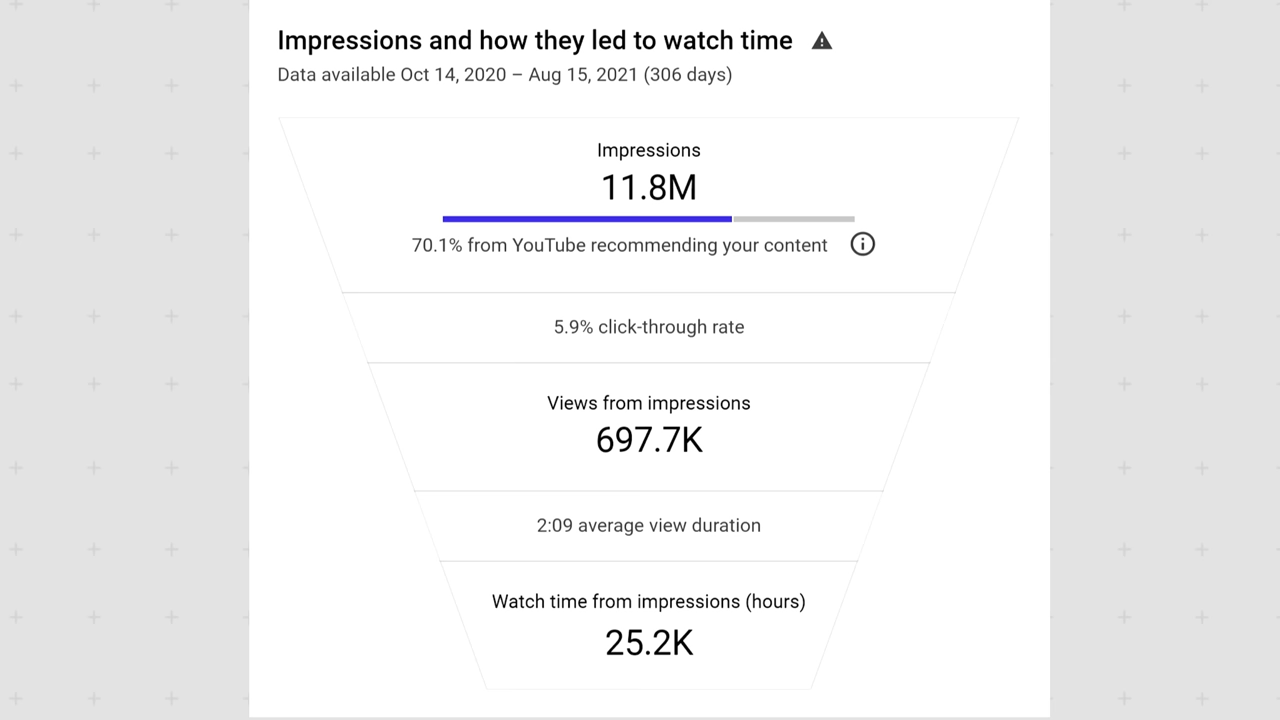 Impressions and how they led to watch time
Data available Oct 14, 2020 – Aug 15, 2021 (306 days)
Impressions
11.8M
70.1% from YouTube recommending your content
5.9% click-through rate
Views from impressions
697.7K
2:09 average view duration
Watch time from impressions (hours)
25.2K